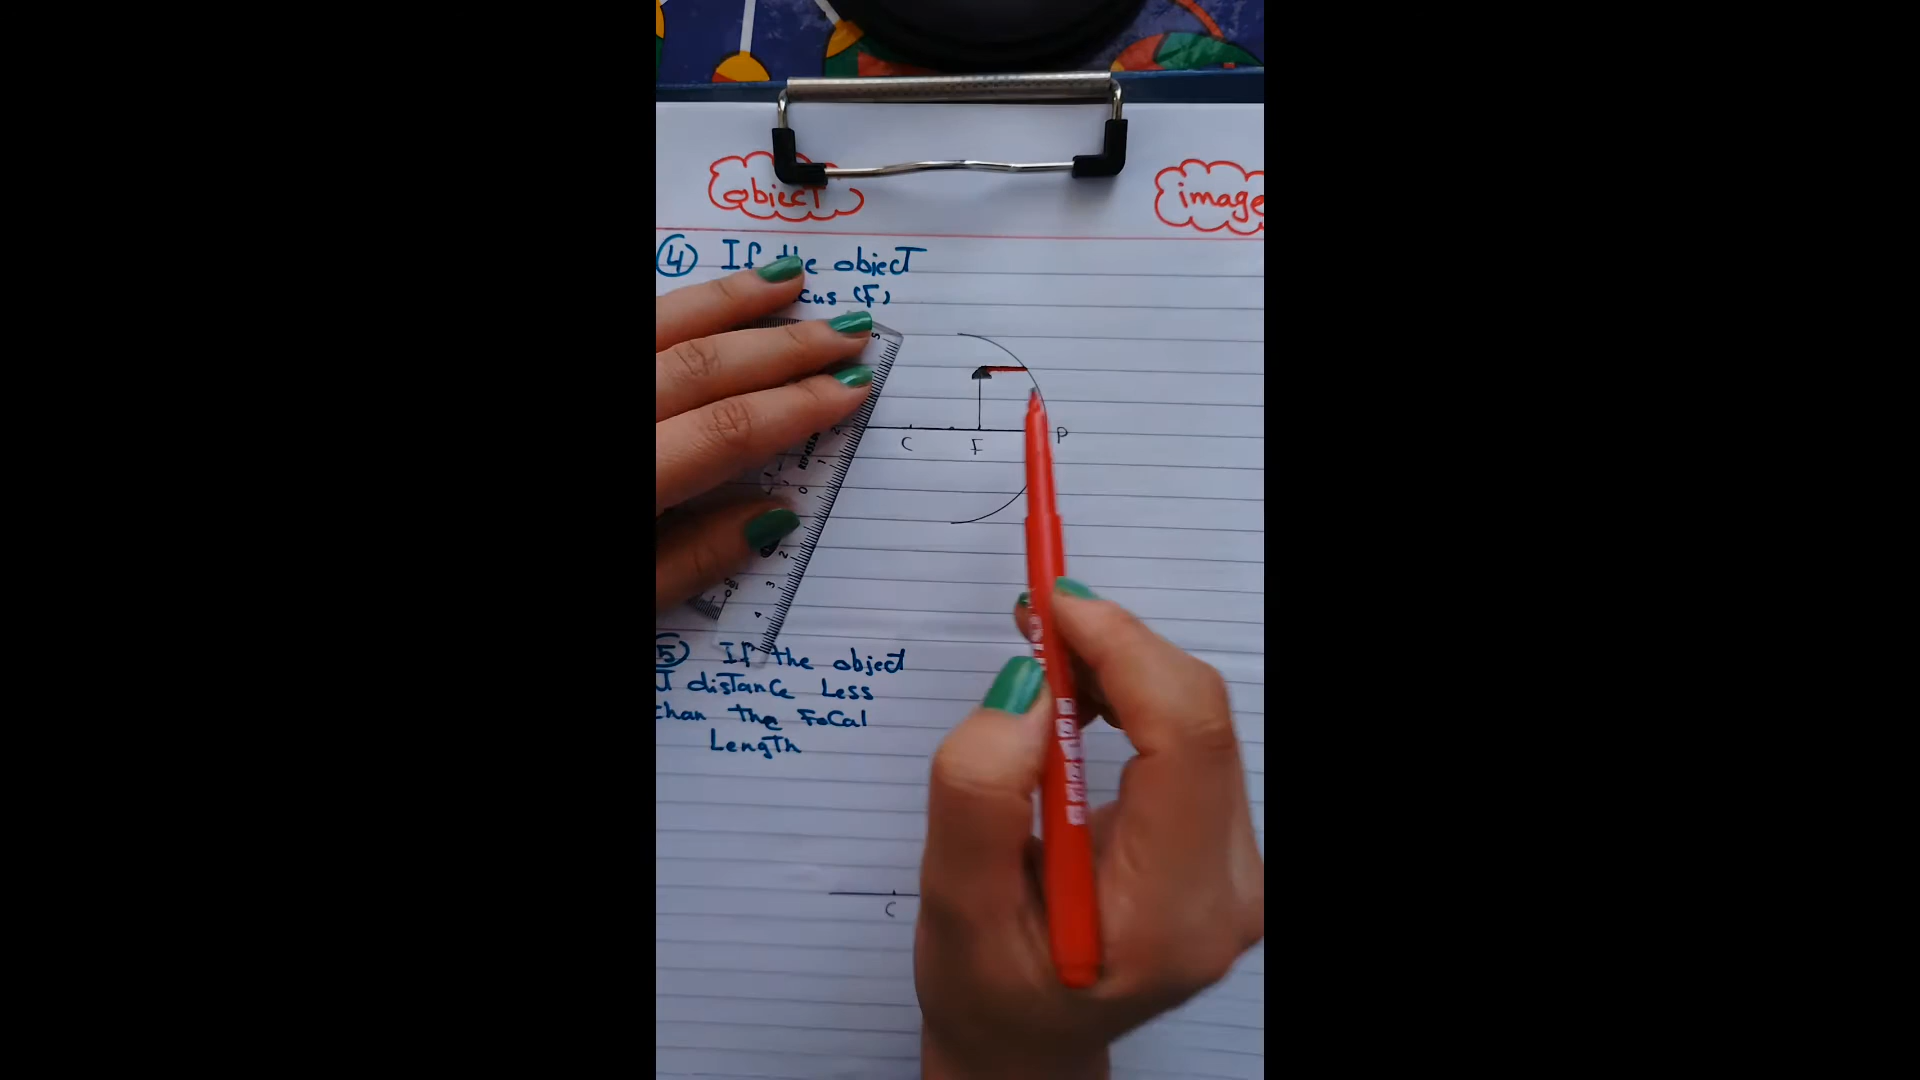 object
image
④ If the object
cus (F)
C F P
⑤ If the object
distance Less
than the Focal
Length
C